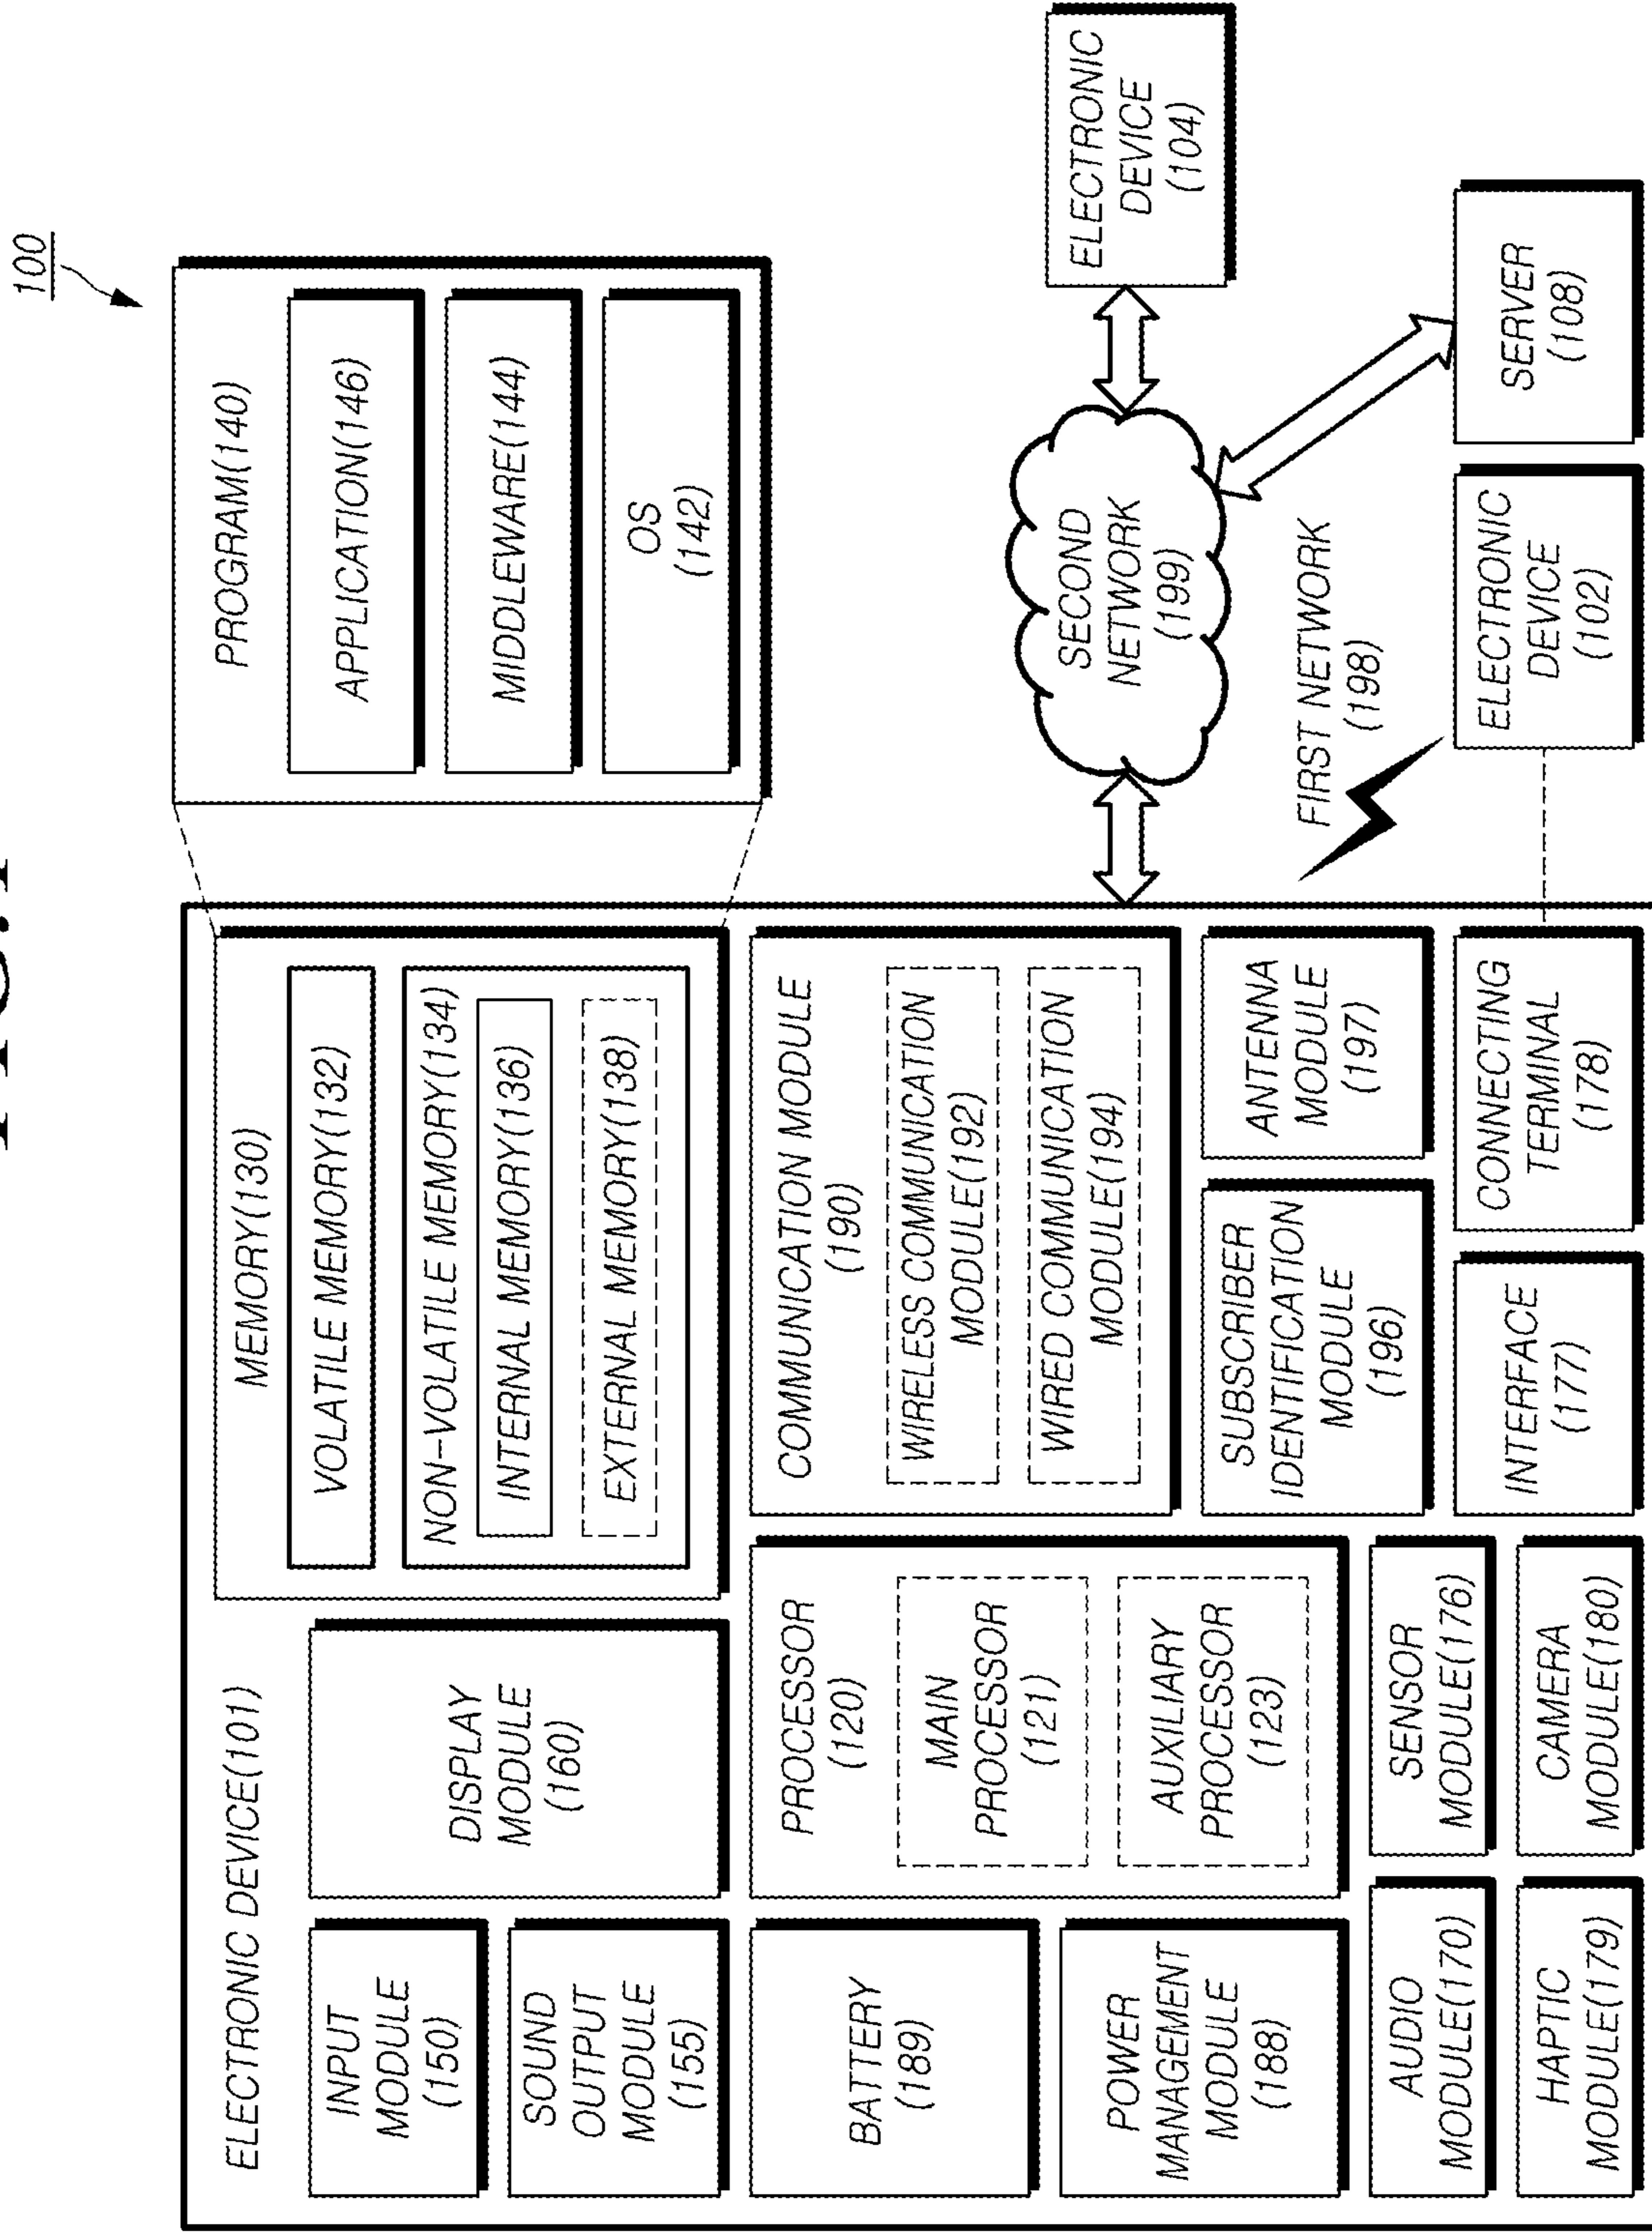 100
ELECTRONIC DEVICE(101)
INPUT
MODULE
(150)
SOUND
OUTPUT
MODULE
(155)
DISPLAY
MODULE
(160)
MEMORY(130)
VOLATILE MEMORY(132)
NON-VOLATILE MEMORY(134)
INTERNAL MEMORY(136)
EXTERNAL MEMORY(138)
PROGRAM(140)
APPLICATION(146)
MIDDLEWARE(144)
OS
(142)
BATTERY
(189)
POWER
MANAGEMENT
MODULE
(188)
PROCESSOR
(120)
MAIN
PROCESSOR
(121)
AUXILIARY
PROCESSOR
(123)
COMMUNICATION MODULE
(190)
WIRELESS COMMUNICATION
MODULE(192)
WIRED COMMUNICATION
MODULE(194)
SUBSCRIBER
IDENTIFICATION
MODULE
(196)
ANTENNA
MODULE
(197)
AUDIO
MODULE(170)
SENSOR
MODULE(176)
INTERFACE
(177)
CONNECTING
TERMINAL
(178)
HAPTIC
MODULE(179)
CAMERA
MODULE(180)
SECOND
NETWORK
(199)
ELECTRONIC
DEVICE
(104)
FIRST NETWORK
(198)
ELECTRONIC
DEVICE
(102)
SERVER
(108)